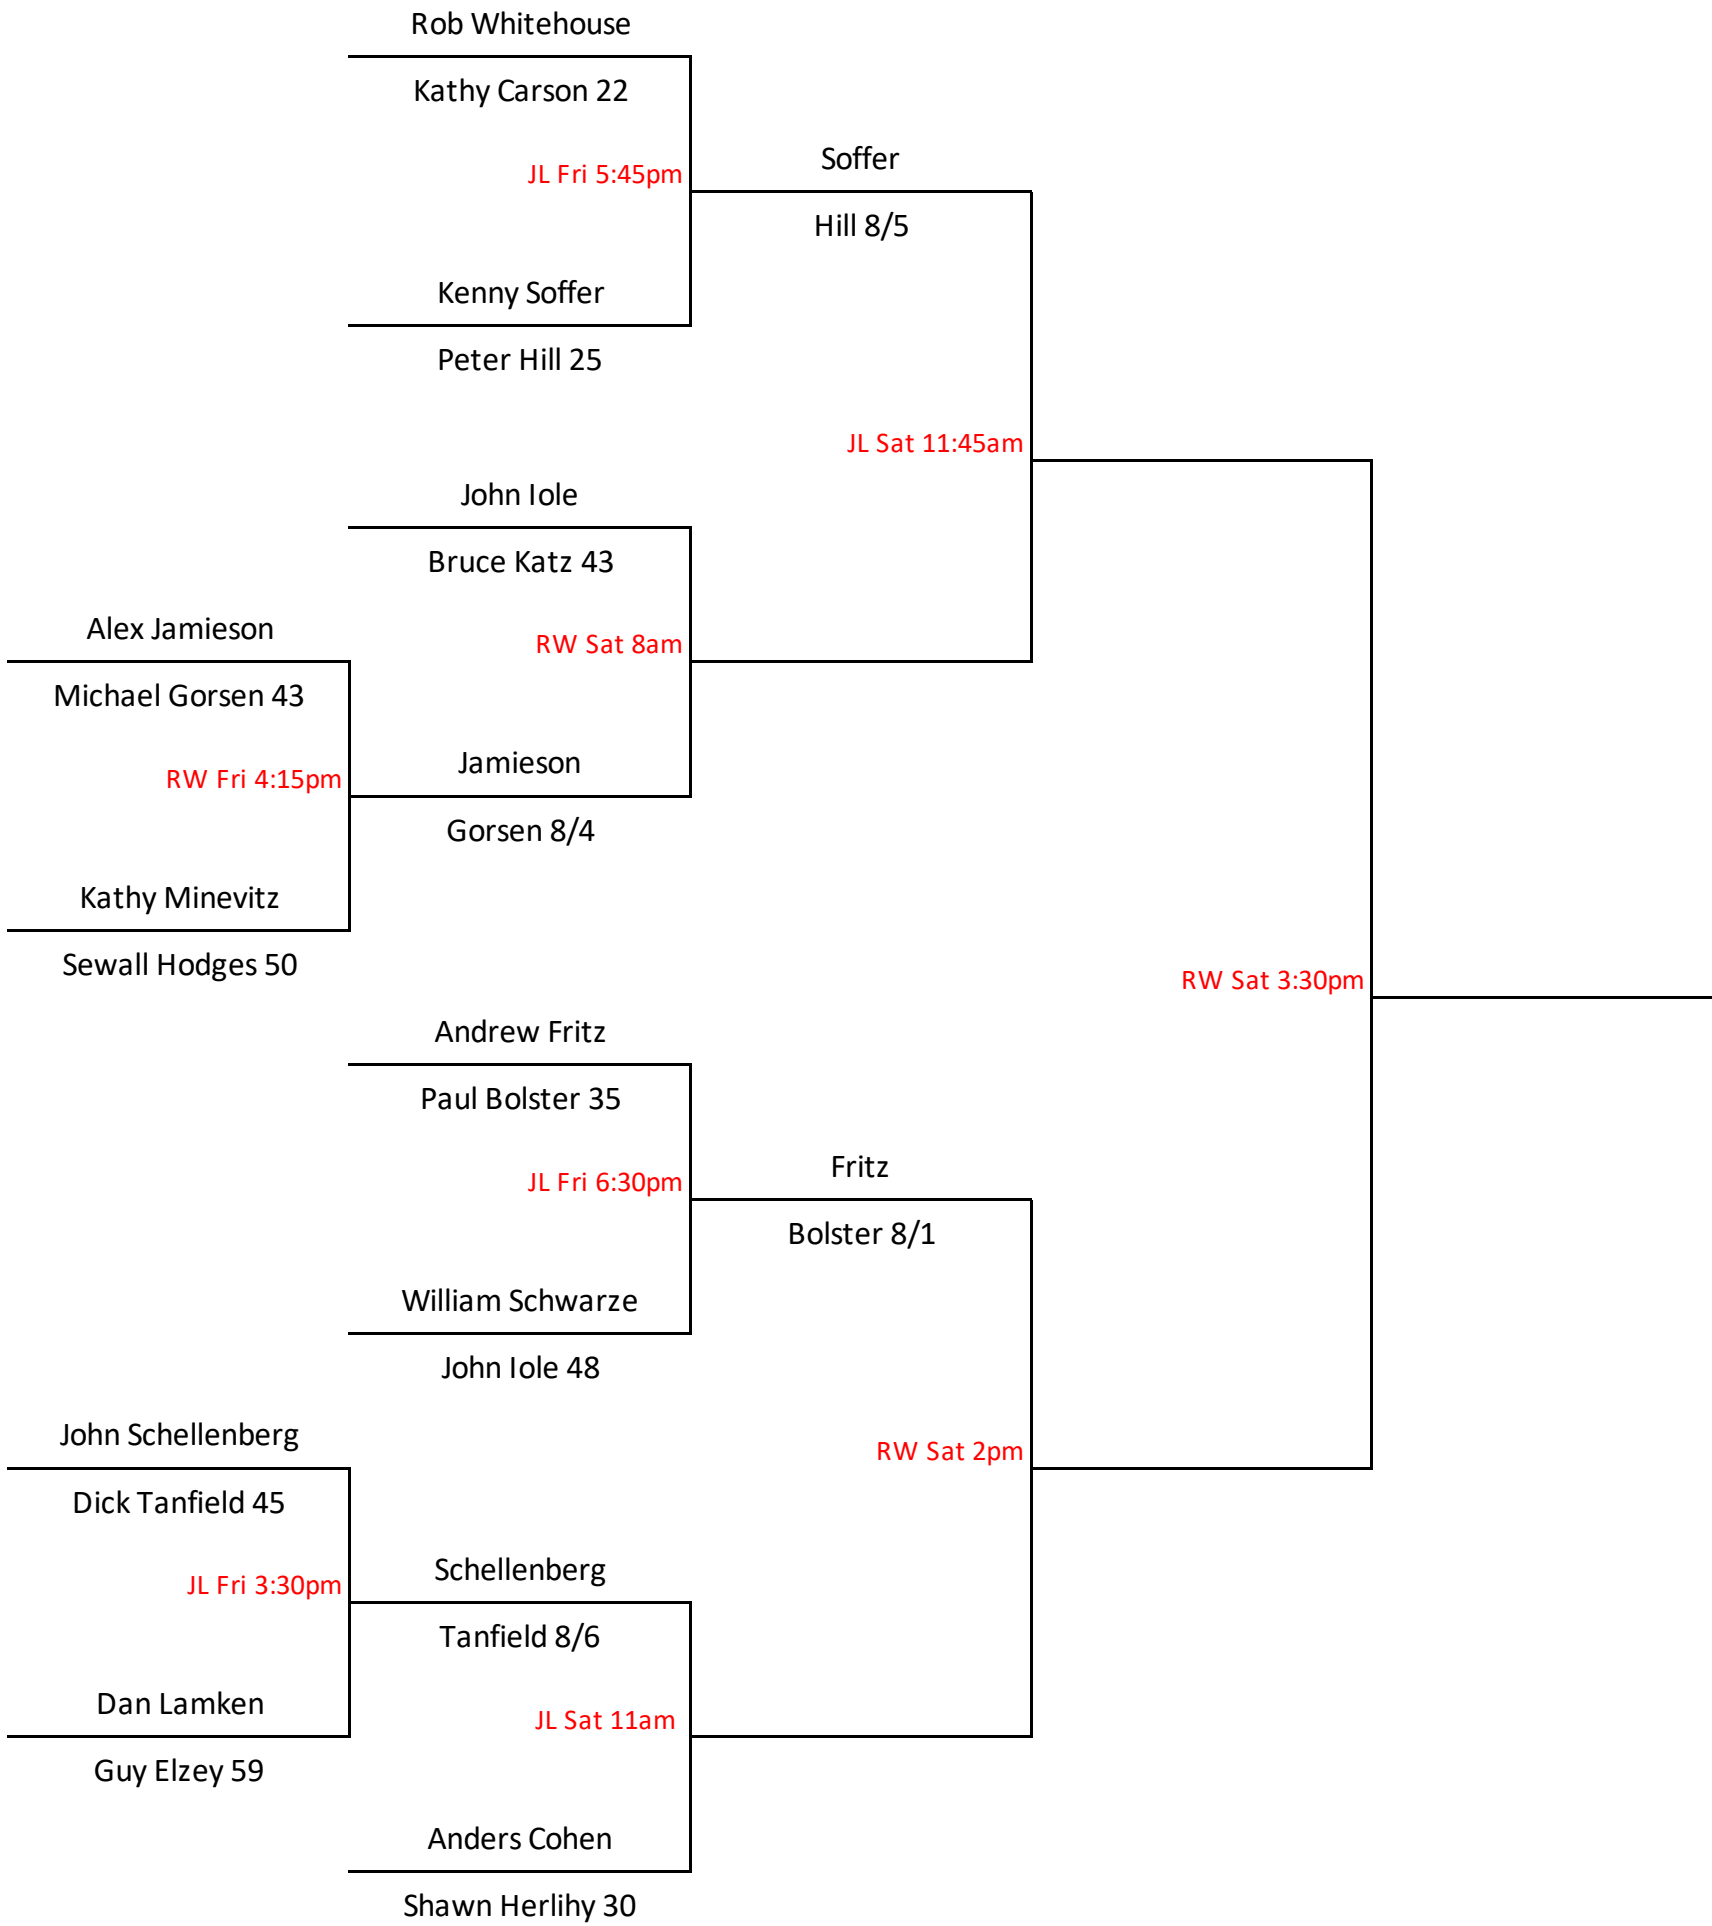 Rob Whitehouse
Kathy Carson 22
JL Fri 5:45pm
Soffer
Hill 8/5
Kenny Soffer
Peter Hill 25
JL Sat 11:45am
John Iole
Bruce Katz 43
Alex Jamieson
RW Sat 8am
Michael Gorsen 43
Jamieson
RW Fri 4:15pm
Gorsen 8/4
Kathy Minevitz
Sewall Hodges 50
RW Sat 3:30pm
Andrew Fritz
Paul Bolster 35
JL Fri 6:30pm
Fritz
Bolster 8/1
William Schwarze
John Iole 48
John Schellenberg
RW Sat 2pm
Dick Tanfield 45
Schellenberg
JL Fri 3:30pm
Tanfield 8/6
Dan Lamken
JL Sat 11am
Guy Elzey 59
Anders Cohen
Shawn Herlihy 30